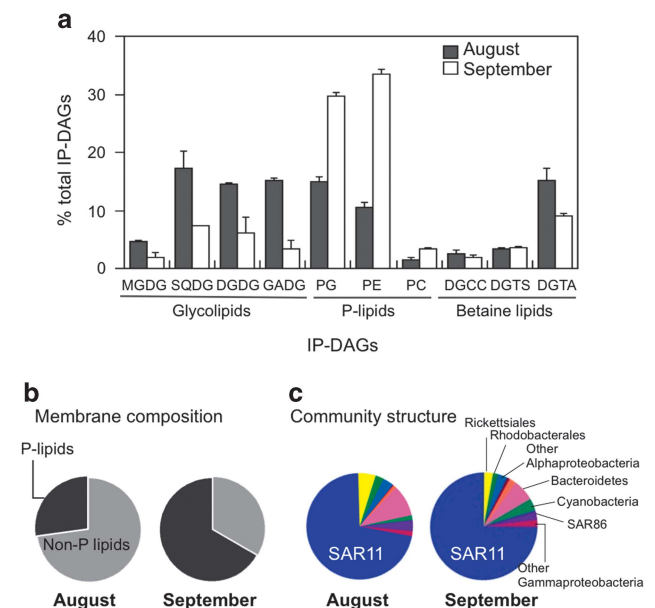 a
40
30
20
10
0
% total IP-DAGs
August
September
MGDG SQDG DGDG GADG PG PE PC DGCC DGTS DGTA
Glycolipids P-lipids Betaine lipids
IP-DAGs
b
Membrane composition
P-lipids
Non-P lipids
August September
c
Community structure
Rickettsiales
Rhodobacterales
Other
Alphaproteobacteria
Bacteroidetes
Cyanobacteria
SAR86
Other
Gammaproteobacteria
SAR11 SAR11
August September